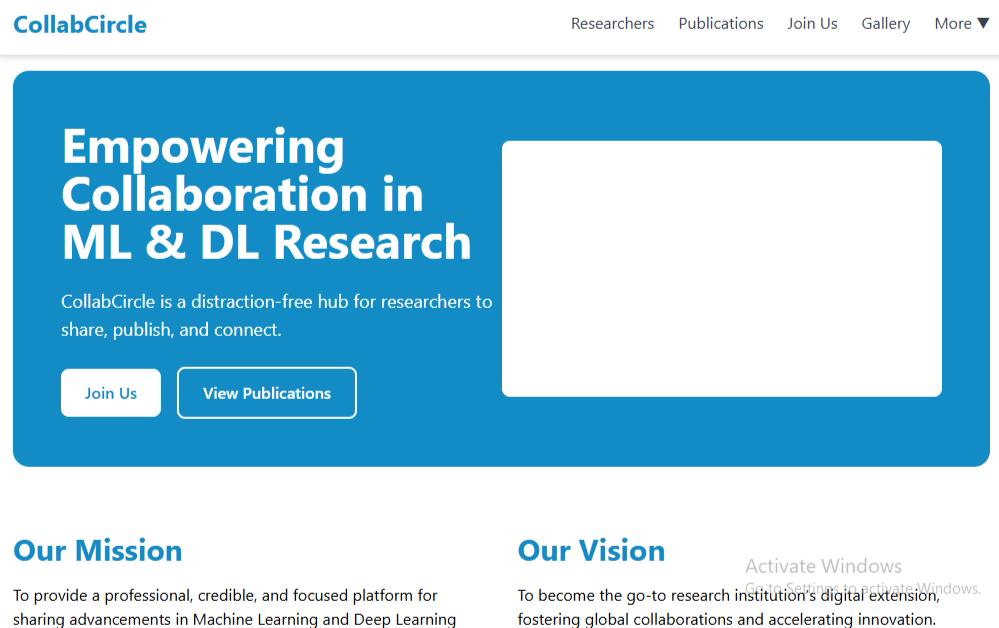 CollabCircle
Researchers Publications Join Us Gallery More ▼
Empowering
Collaboration in
ML & DL Research
CollabCircle is a distraction-free hub for researchers to
share, publish, and connect.
Join Us View Publications
Our Mission
To provide a professional, credible, and focused platform for
sharing advancements in Machine Learning and Deep Learning
Our Vision
To become the go-to research institution's digital extension,
fostering global collaborations and accelerating innovation.
Activate Windows
Go to Settings to activate Windows.